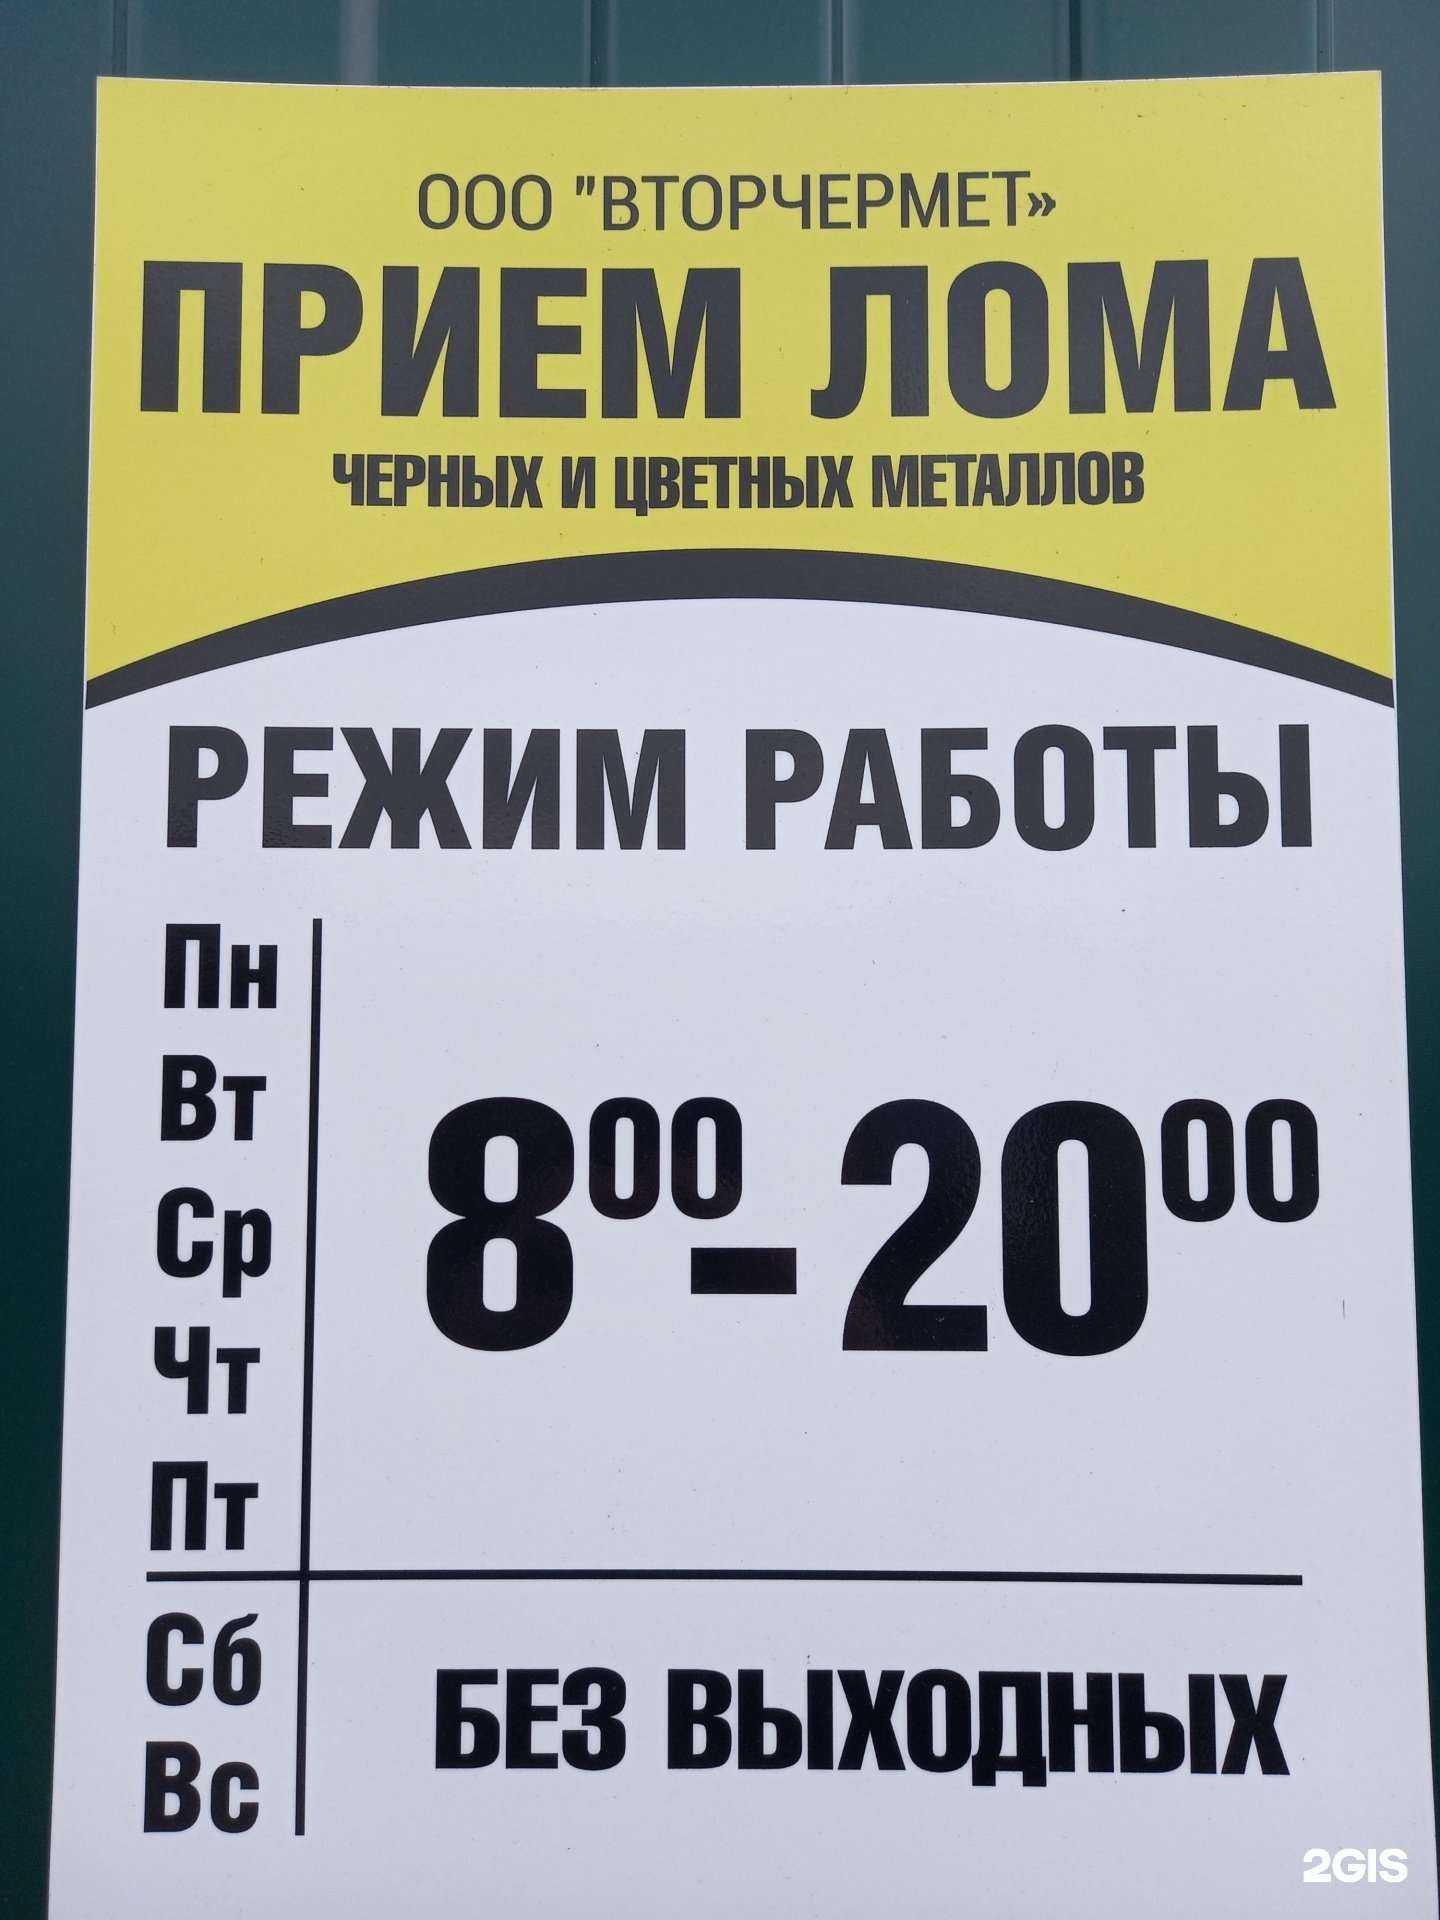 ООО "ВТОРЧЕРМЕТ»
ПРИЕМ ЛОМА
ЧЕРНЫХ И ЦВЕТНЫХ МЕТАЛЛОВ
РЕЖИМ РАБОТЫ
Пн
Вт
Ср
Чт
Пт
8⁰⁰-20⁰⁰
Сб
Вс
БЕЗ ВЫХОДНЫХ
2GIS